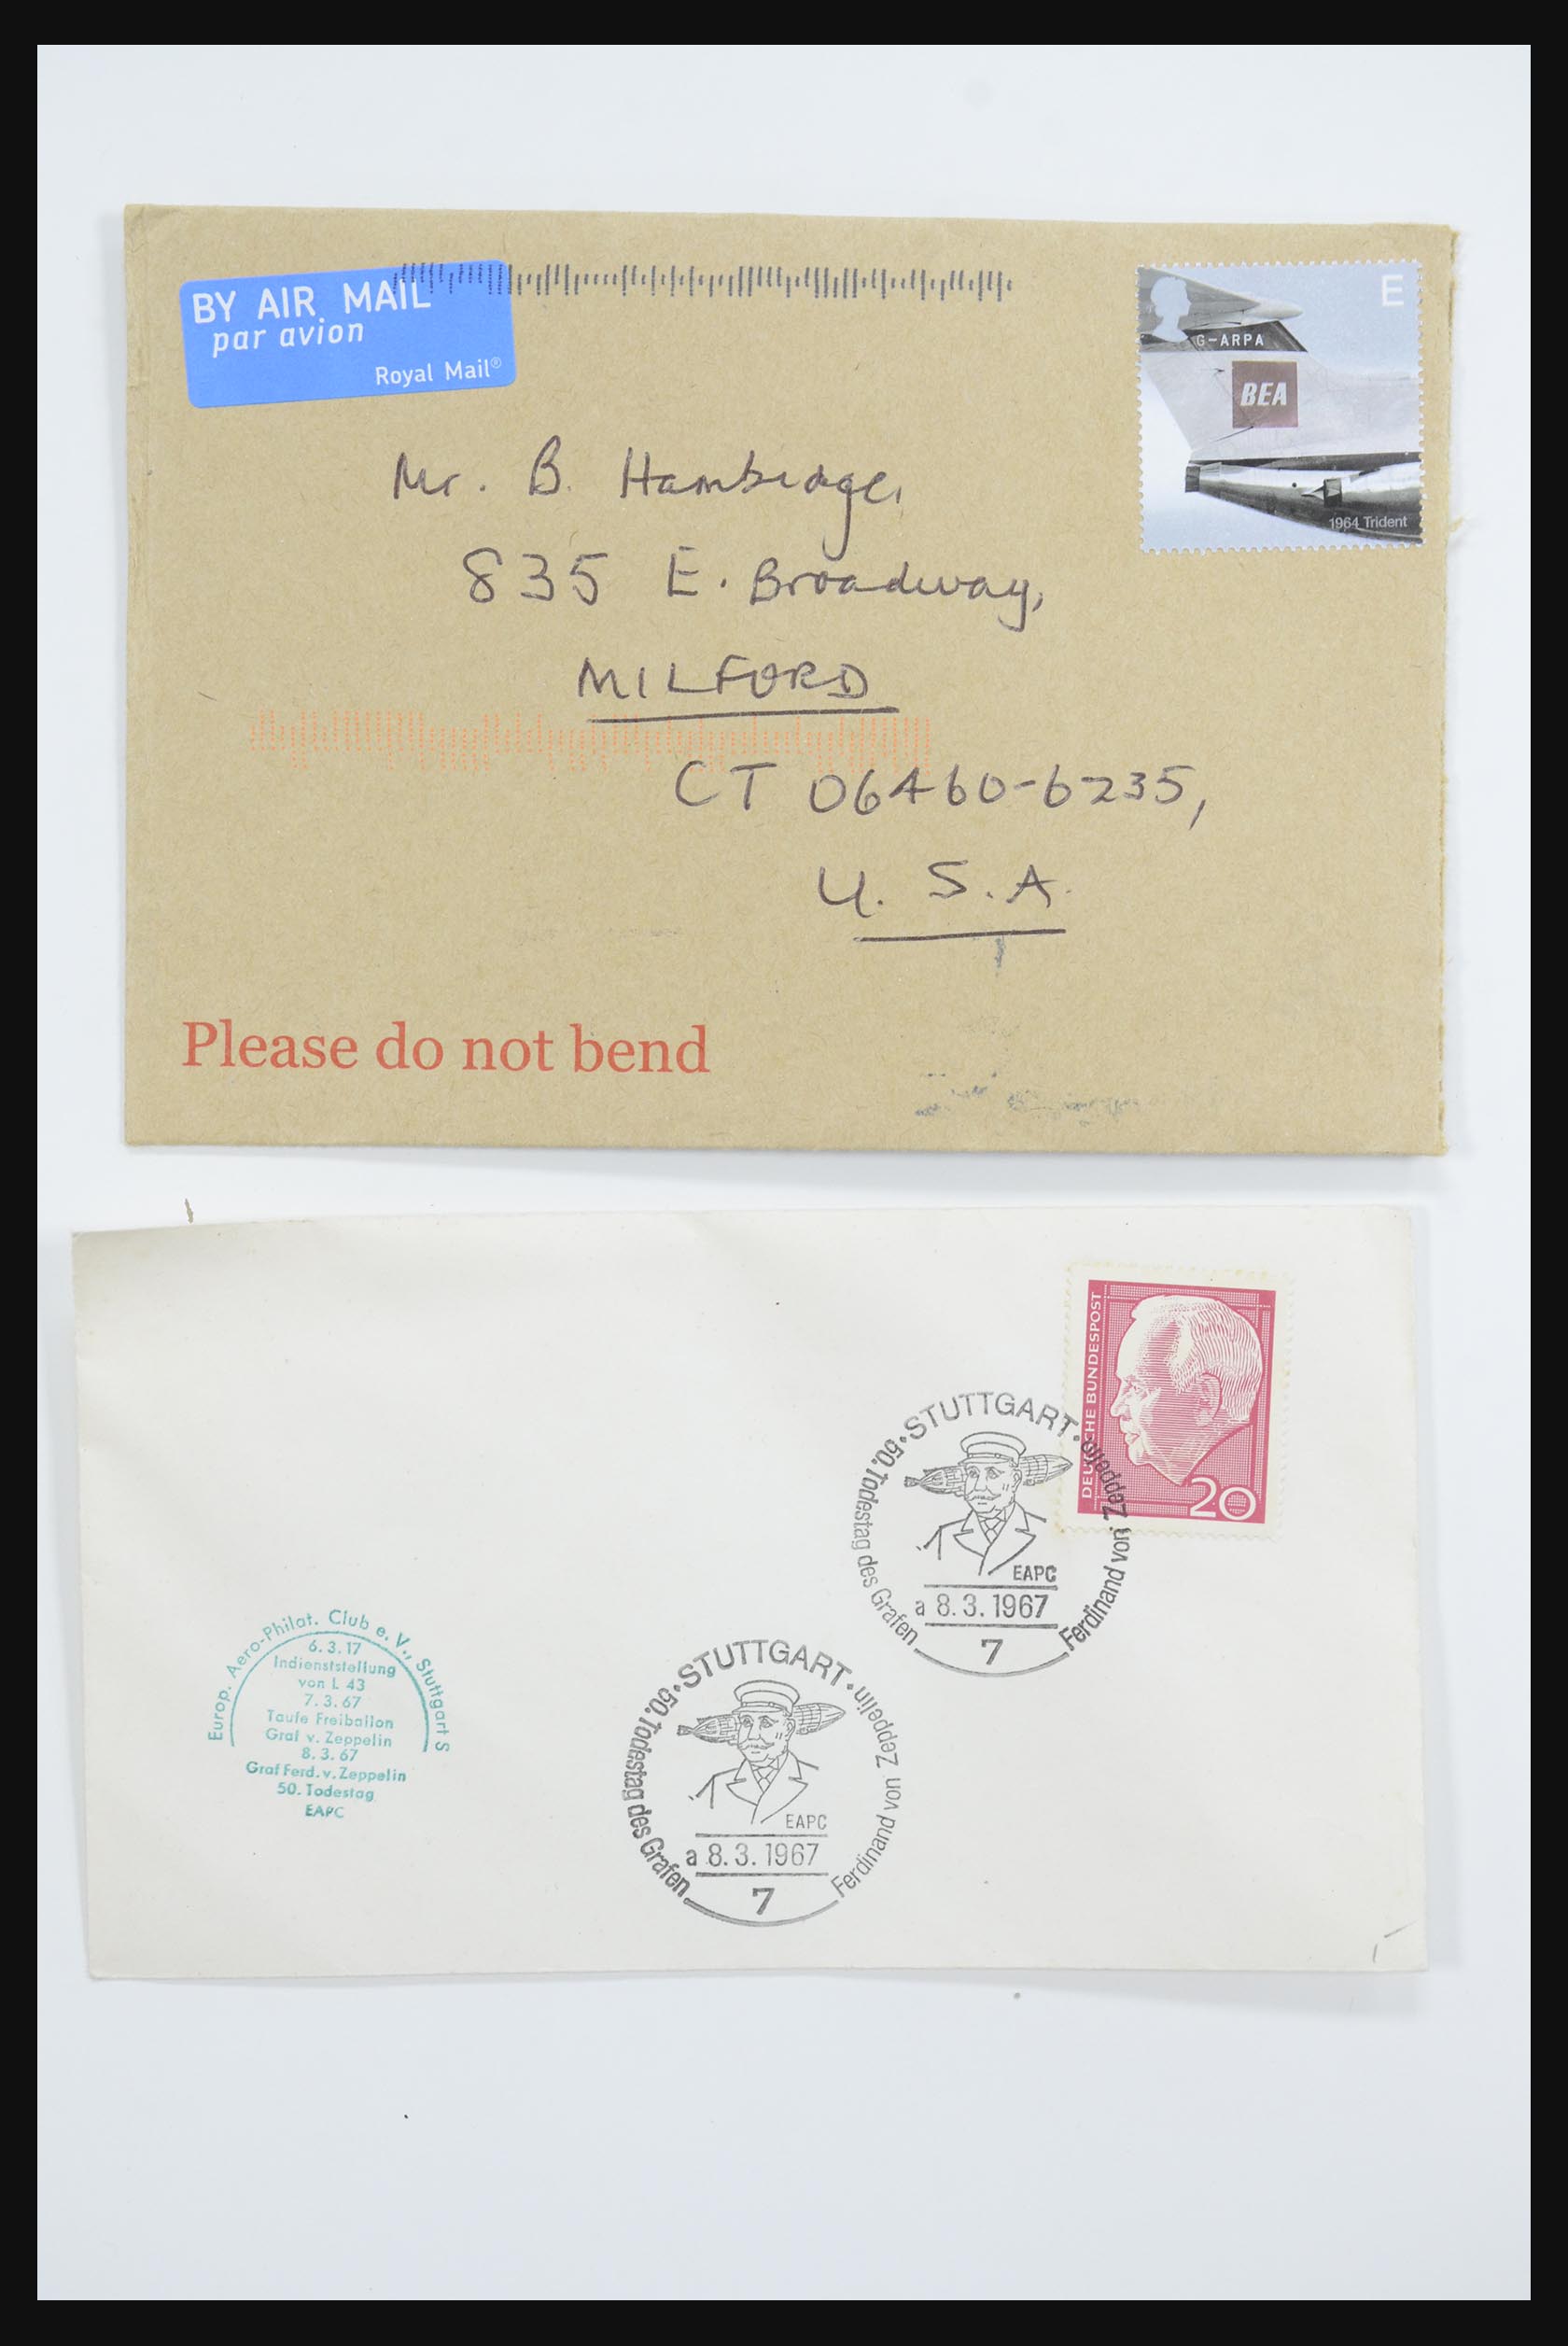 BY AIR MAIL
par avion
Royal Mail®
E
G-ARPA
BEA
1964 Trident
Mr. B. Hambidge,
835 E. Broadway,
MILFORD
CT 06460-6235,
U. S. A.
Please do not bend
DEUTSCHE BUNDESPOST
20
STUTTGART
50. Todestag des Grafen Ferdinand von Zeppelin
EAPC
a 8.3.1967
7
Europ. Aero-Philat. Club e. V., Stuttgart S
6.3.17
Indienststellung
von L 43
7.3.67
Taufe Freiballon
Graf v. Zeppelin
8.3.67
Graf Ferd. v. Zeppelin
50. Todestag
EAPC
STUTTGART
50. Todestag des Grafen Ferdinand von Zeppelin
EAPC
a 8.3.1967
7